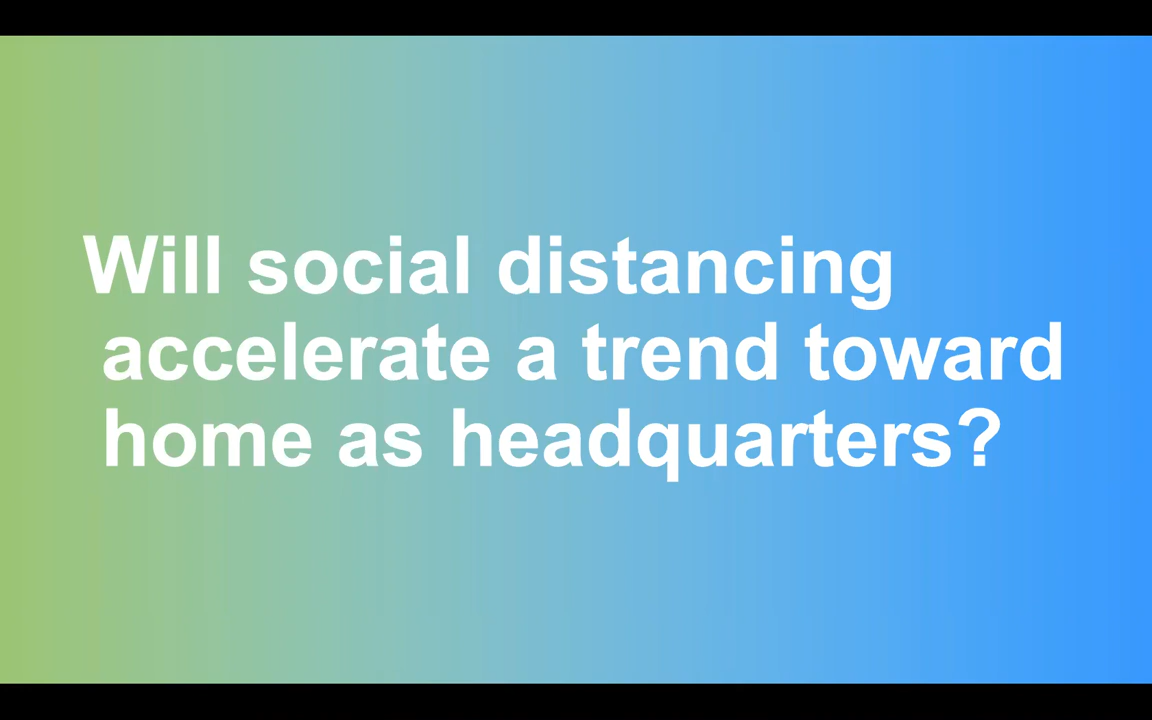 Will social distancing
accelerate a trend toward
home as headquarters?